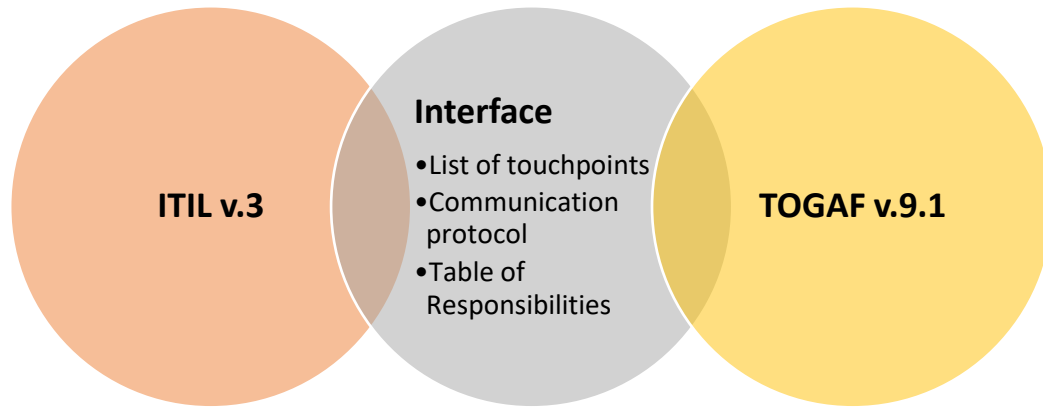 ITIL v.3
Interface
•List of touchpoints
•Communication
protocol
•Table of
Responsibilities
TOGAF v.9.1